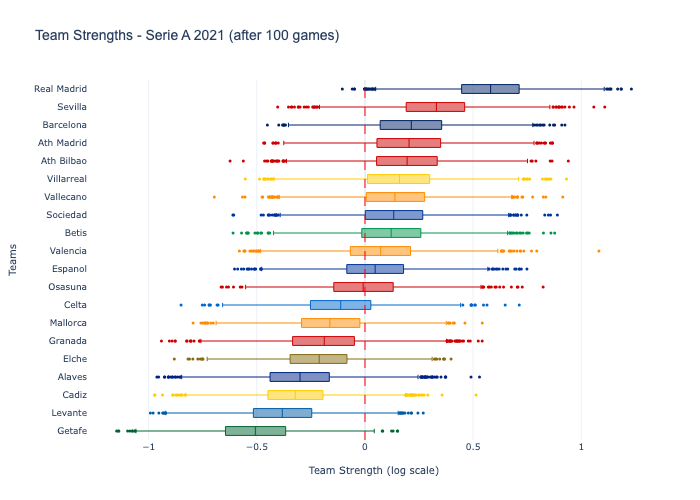 Team Strengths - Serie A 2021 (after 100 games)
Real Madrid
Sevilla
Barcelona
Ath Madrid
Ath Bilbao
Villarreal
Vallecano
Sociedad
Betis
Valencia
Espanol
Osasuna
Celta
Mallorca
Granada
Elche
Alaves
Cadiz
Levante
Getafe
Teams
−1
−0.5
0
0.5
1
Team Strength (log scale)